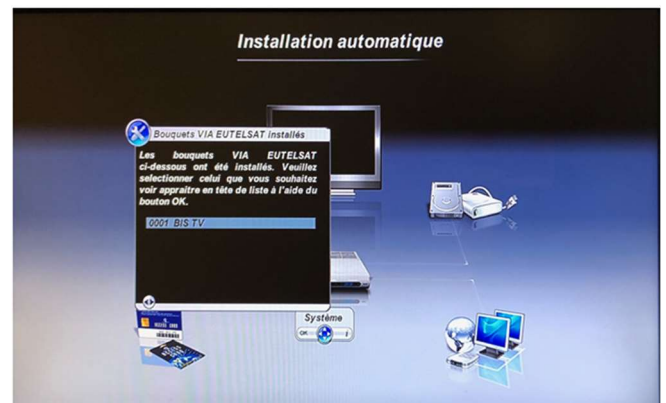 Installation automatique
Bouquets VIA EUTELSAT installés
Les bouquets VIA EUTELSAT
ci-dessous ont été installés. Veuillez
selectionner celui que vous souhaitez
voir appraitre en tête de liste à l'aide du
bouton OK.
0001 BIS TV
Système
OK i